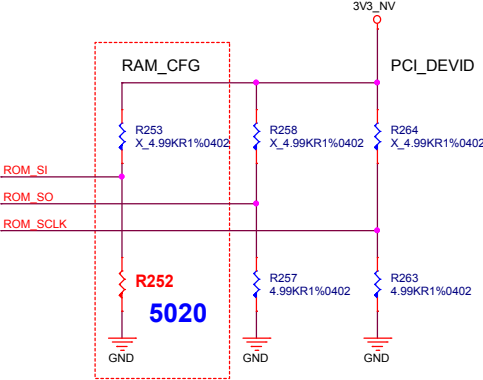 3V3_NV
RAM_CFG
PCI_DEVID
R253
X_4.99KR1%0402
R258
X_4.99KR1%0402
R264
X_4.99KR1%0402
ROM_SI
ROM_SO
ROM_SCLK
R252
5020
R257
4.99KR1%0402
R263
4.99KR1%0402
GND
GND
GND